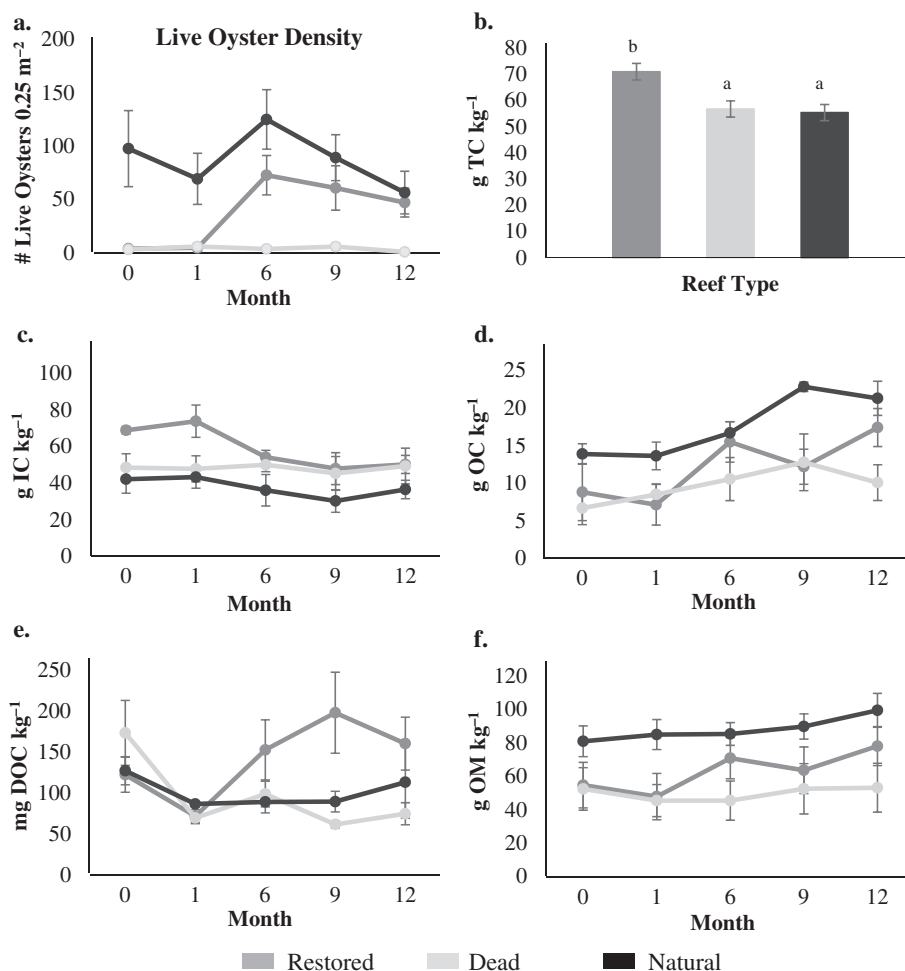 a.
Live Oyster Density
# Live Oysters 0.25 m⁻²
200
150
100
50
0
0 1 6 9 12
Month
b.
g TC kg⁻¹
80
70
60
50
40
30
20
10
0
b
a
a
Reef Type
c.
g IC kg⁻¹
100
80
60
40
20
0
0 1 6 9 12
Month
d.
g OC kg⁻¹
25
20
15
10
5
0
0 1 6 9 12
Month
e.
mg DOC kg⁻¹
250
200
150
100
50
0
0 1 6 9 12
Month
f.
g OM kg⁻¹
120
100
80
60
40
20
0
0 1 6 9 12
Month
Restored Dead Natural